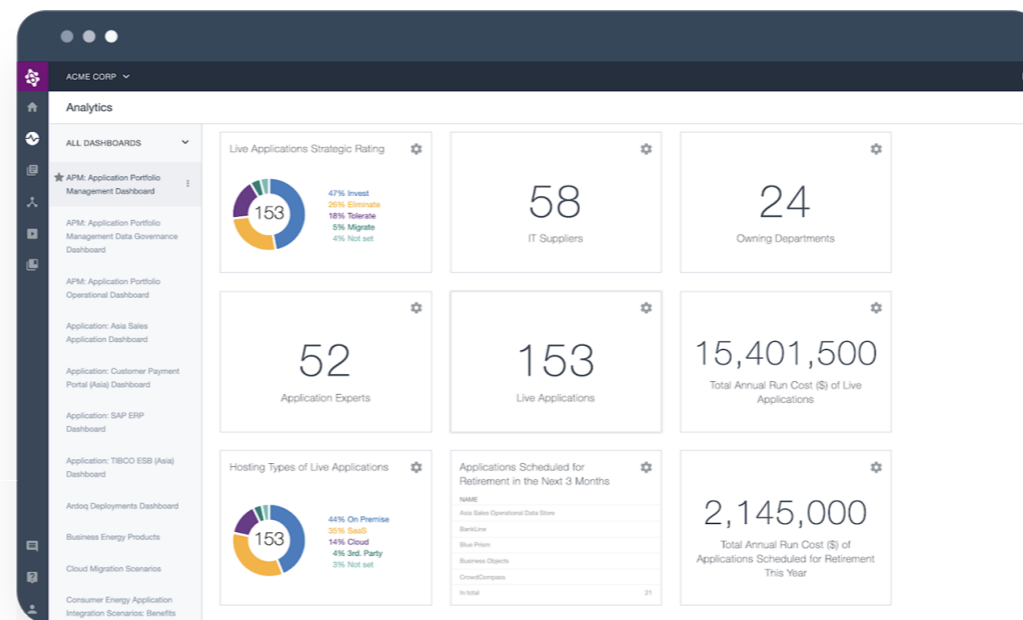 ACME CORP
Analytics
ALL DASHBOARDS
APM: Application Portfolio
Management Dashboard
APM: Application Portfolio
Management Data Governance
Dashboard
APM: Application Portfolio
Operational Dashboard
Application: Asia Sales
Application Dashboard
Application: Customer Payment
Portal (Asia) Dashboard
Application: SAP ERP
Dashboard
Application: TIBCO ESB (Asia)
Dashboard
Ardoq Deployments Dashboard
Business Energy Products
Cloud Migration Scenarios
Consumer Energy Application
Integration Scenarios: Benefits
Live Applications Strategic Rating
153
47% Invest
26% Eliminate
18% Tolerate
5% Migrate
4% Not set
58
IT Suppliers
24
Owning Departments
52
Application Experts
153
Live Applications
15,401,500
Total Annual Run Cost ($) of Live
Applications
Hosting Types of Live Applications
153
44% On Premise
35% SaaS
14% Cloud
4% 3rd. Party
3% Not set
Applications Scheduled for
Retirement in the Next 3 Months
NAME
Asia Sales Operational Data Store
BankLine
Blue Prism
Business Objects
CrowdCompass
In total 21
2,145,000
Total Annual Run Cost ($) of
Applications Scheduled for Retirement
This Year